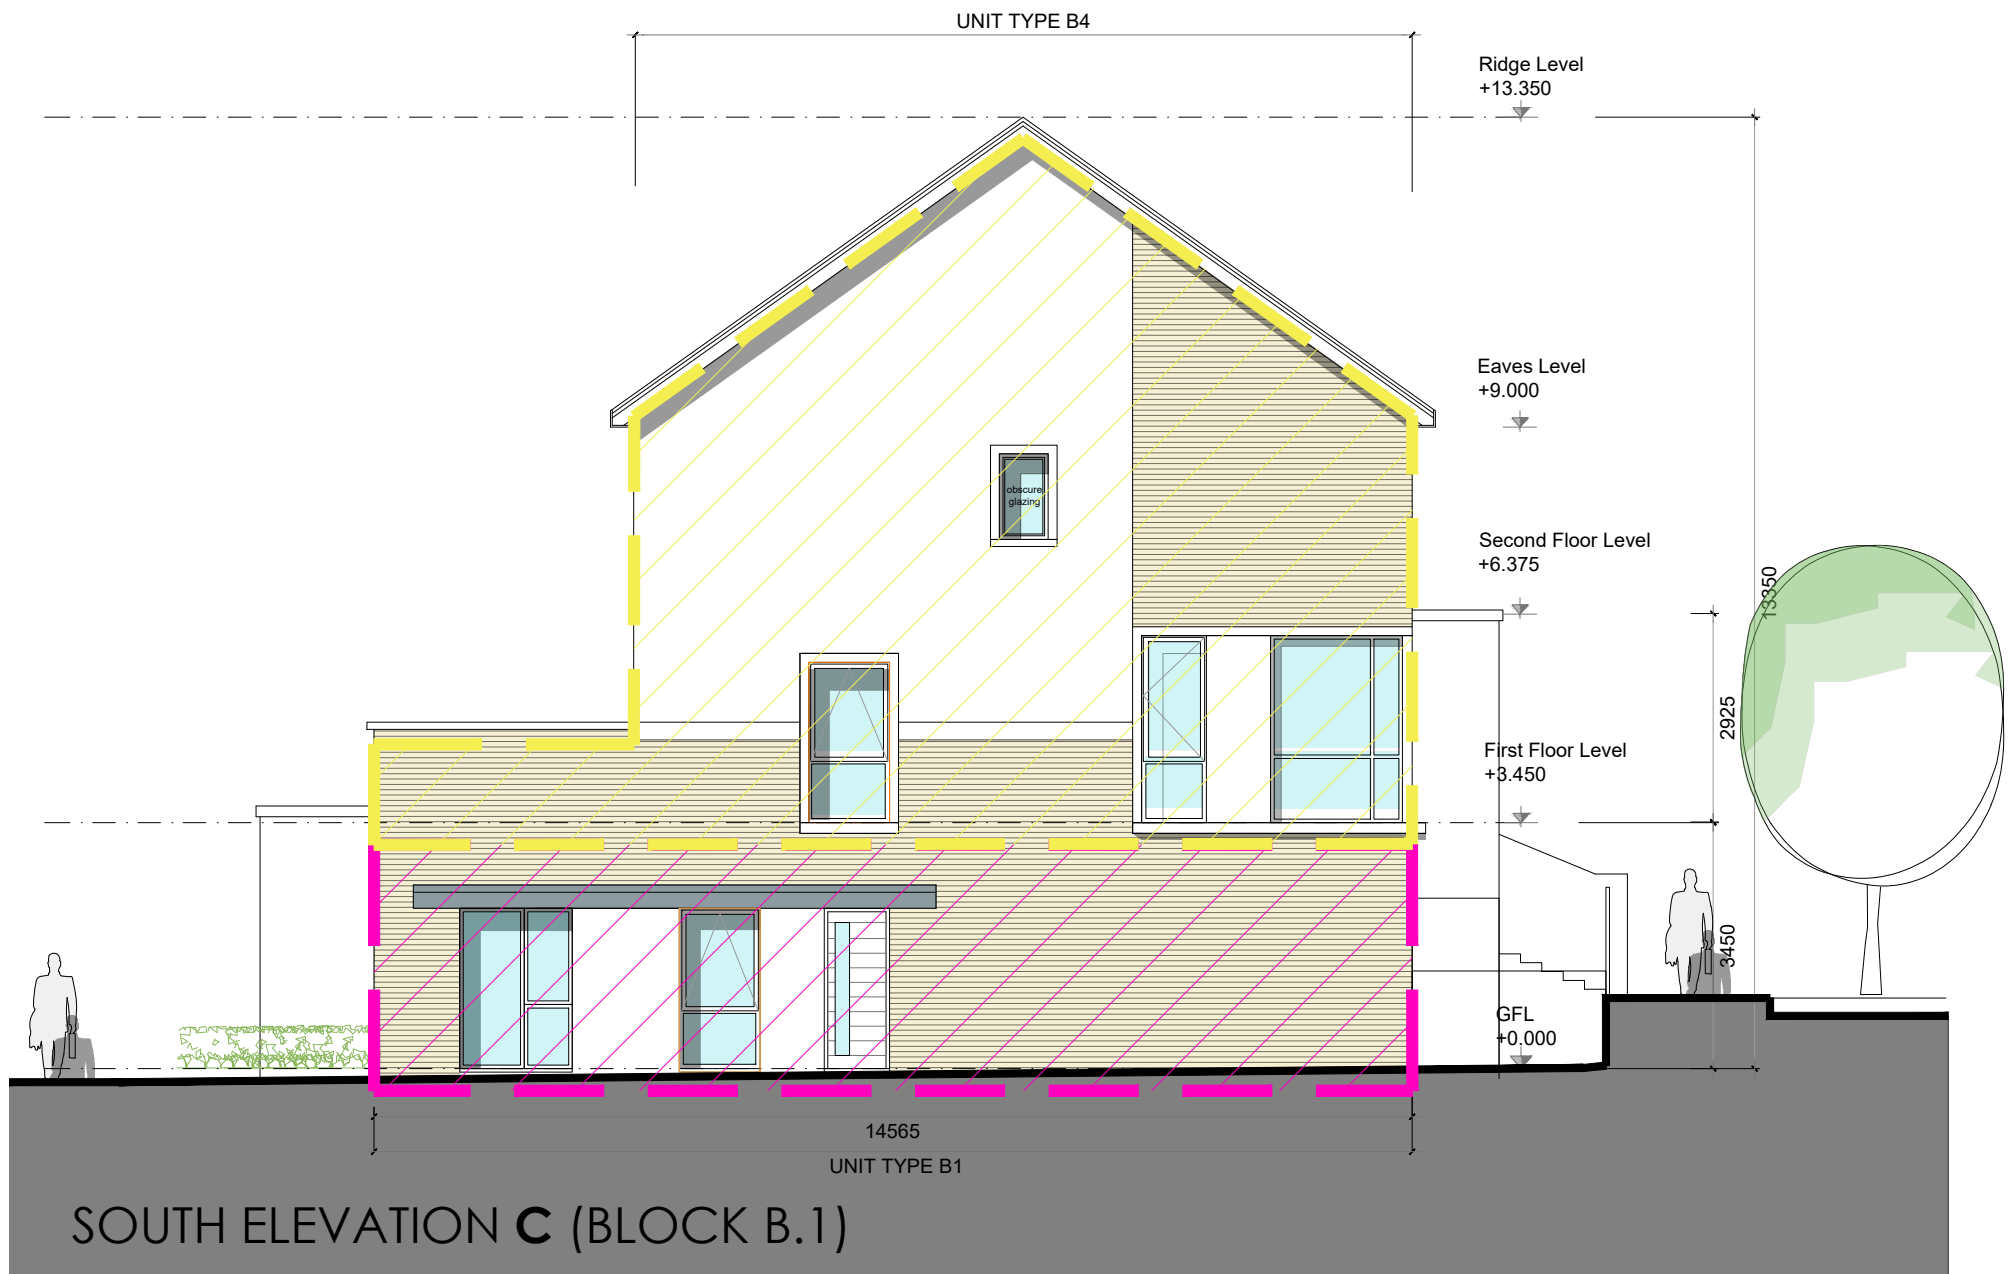 UNIT TYPE B4
Ridge Level
+13.350
Eaves Level
+9.000
obscure
glazing
Second Floor Level
+6.375
13350
2925
First Floor Level
+3.450
3450
GFL
+0.000
14565
UNIT TYPE B1
SOUTH ELEVATION C (BLOCK B.1)